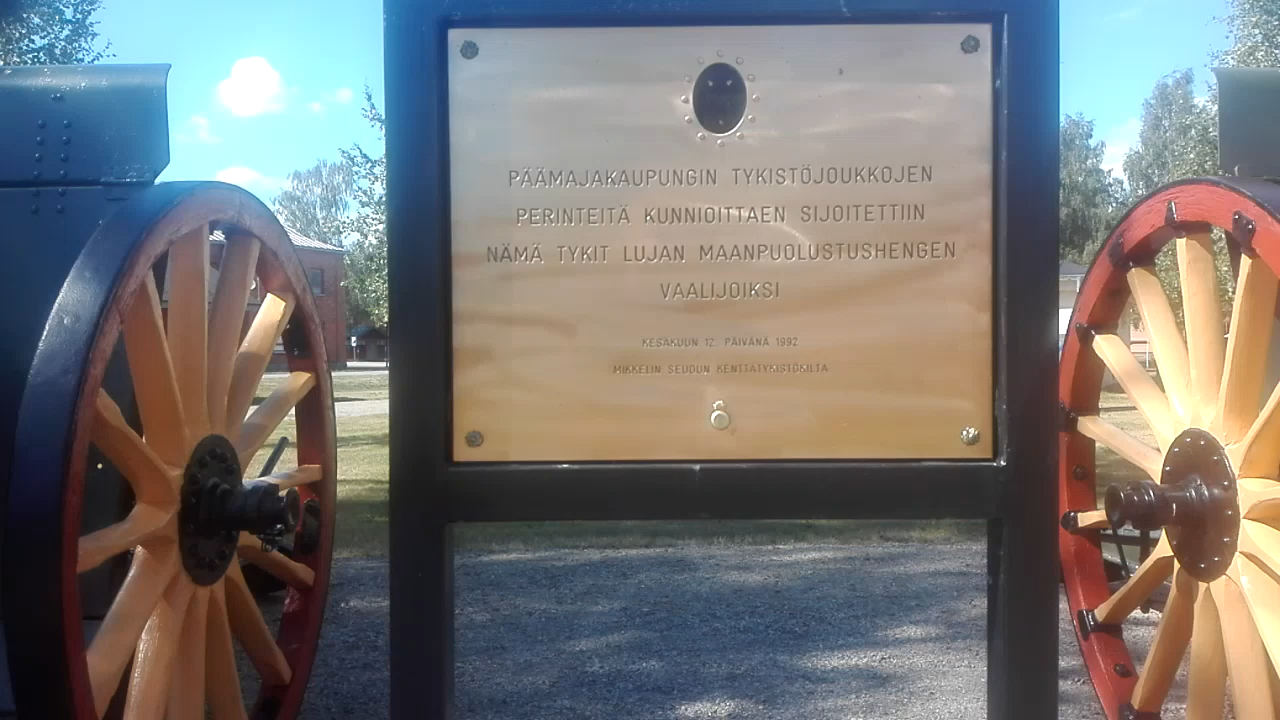 PÄÄMAJAKAUPUNGIN TYKISTÖJOUKKOJEN
PERINTEITÄ KUNNIOITTAEN SIJOITETTIIN
NÄMÄ TYKIT LUJAN MAANPUOLUSTUSHENGEN
VAALIJOIKSI
KESÄKUUN 12. PÄIVÄNÄ 1992
MIKKELIN SEUDUN KENTTÄTYKISTÖKILTA